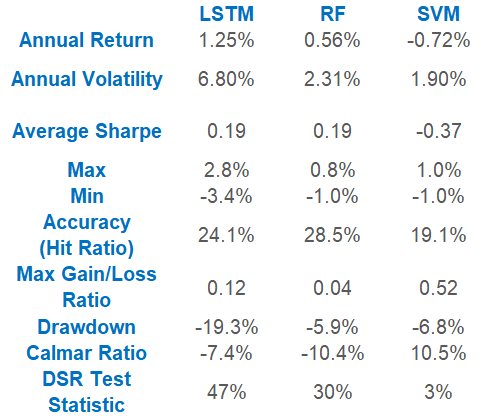 LSTM RF SVM
Annual Return 1.25% 0.56% -0.72%
Annual Volatility 6.80% 2.31% 1.90%
Average Sharpe 0.19 0.19 -0.37
Max 2.8% 0.8% 1.0%
Min -3.4% -1.0% -1.0%
Accuracy
(Hit Ratio) 24.1% 28.5% 19.1%
Max Gain/Loss
Ratio 0.12 0.04 0.52
Drawdown -19.3% -5.9% -6.8%
Calmar Ratio -7.4% -10.4% 10.5%
DSR Test
Statistic 47% 30% 3%